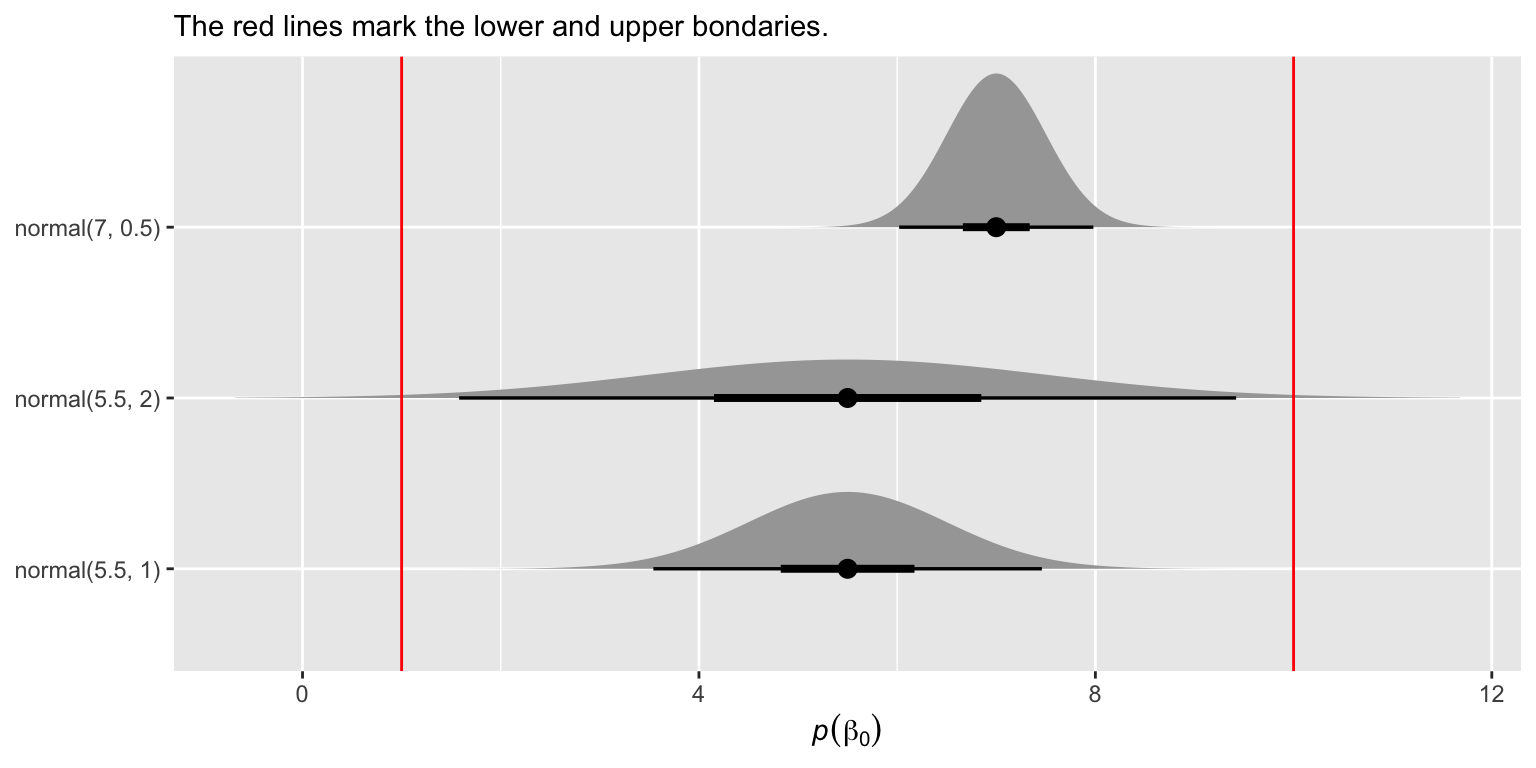 The red lines mark the lower and upper bondaries.
normal(7, 0.5)
normal(5.5, 2)
normal(5.5, 1)
0 4 8 12
p(β₀)